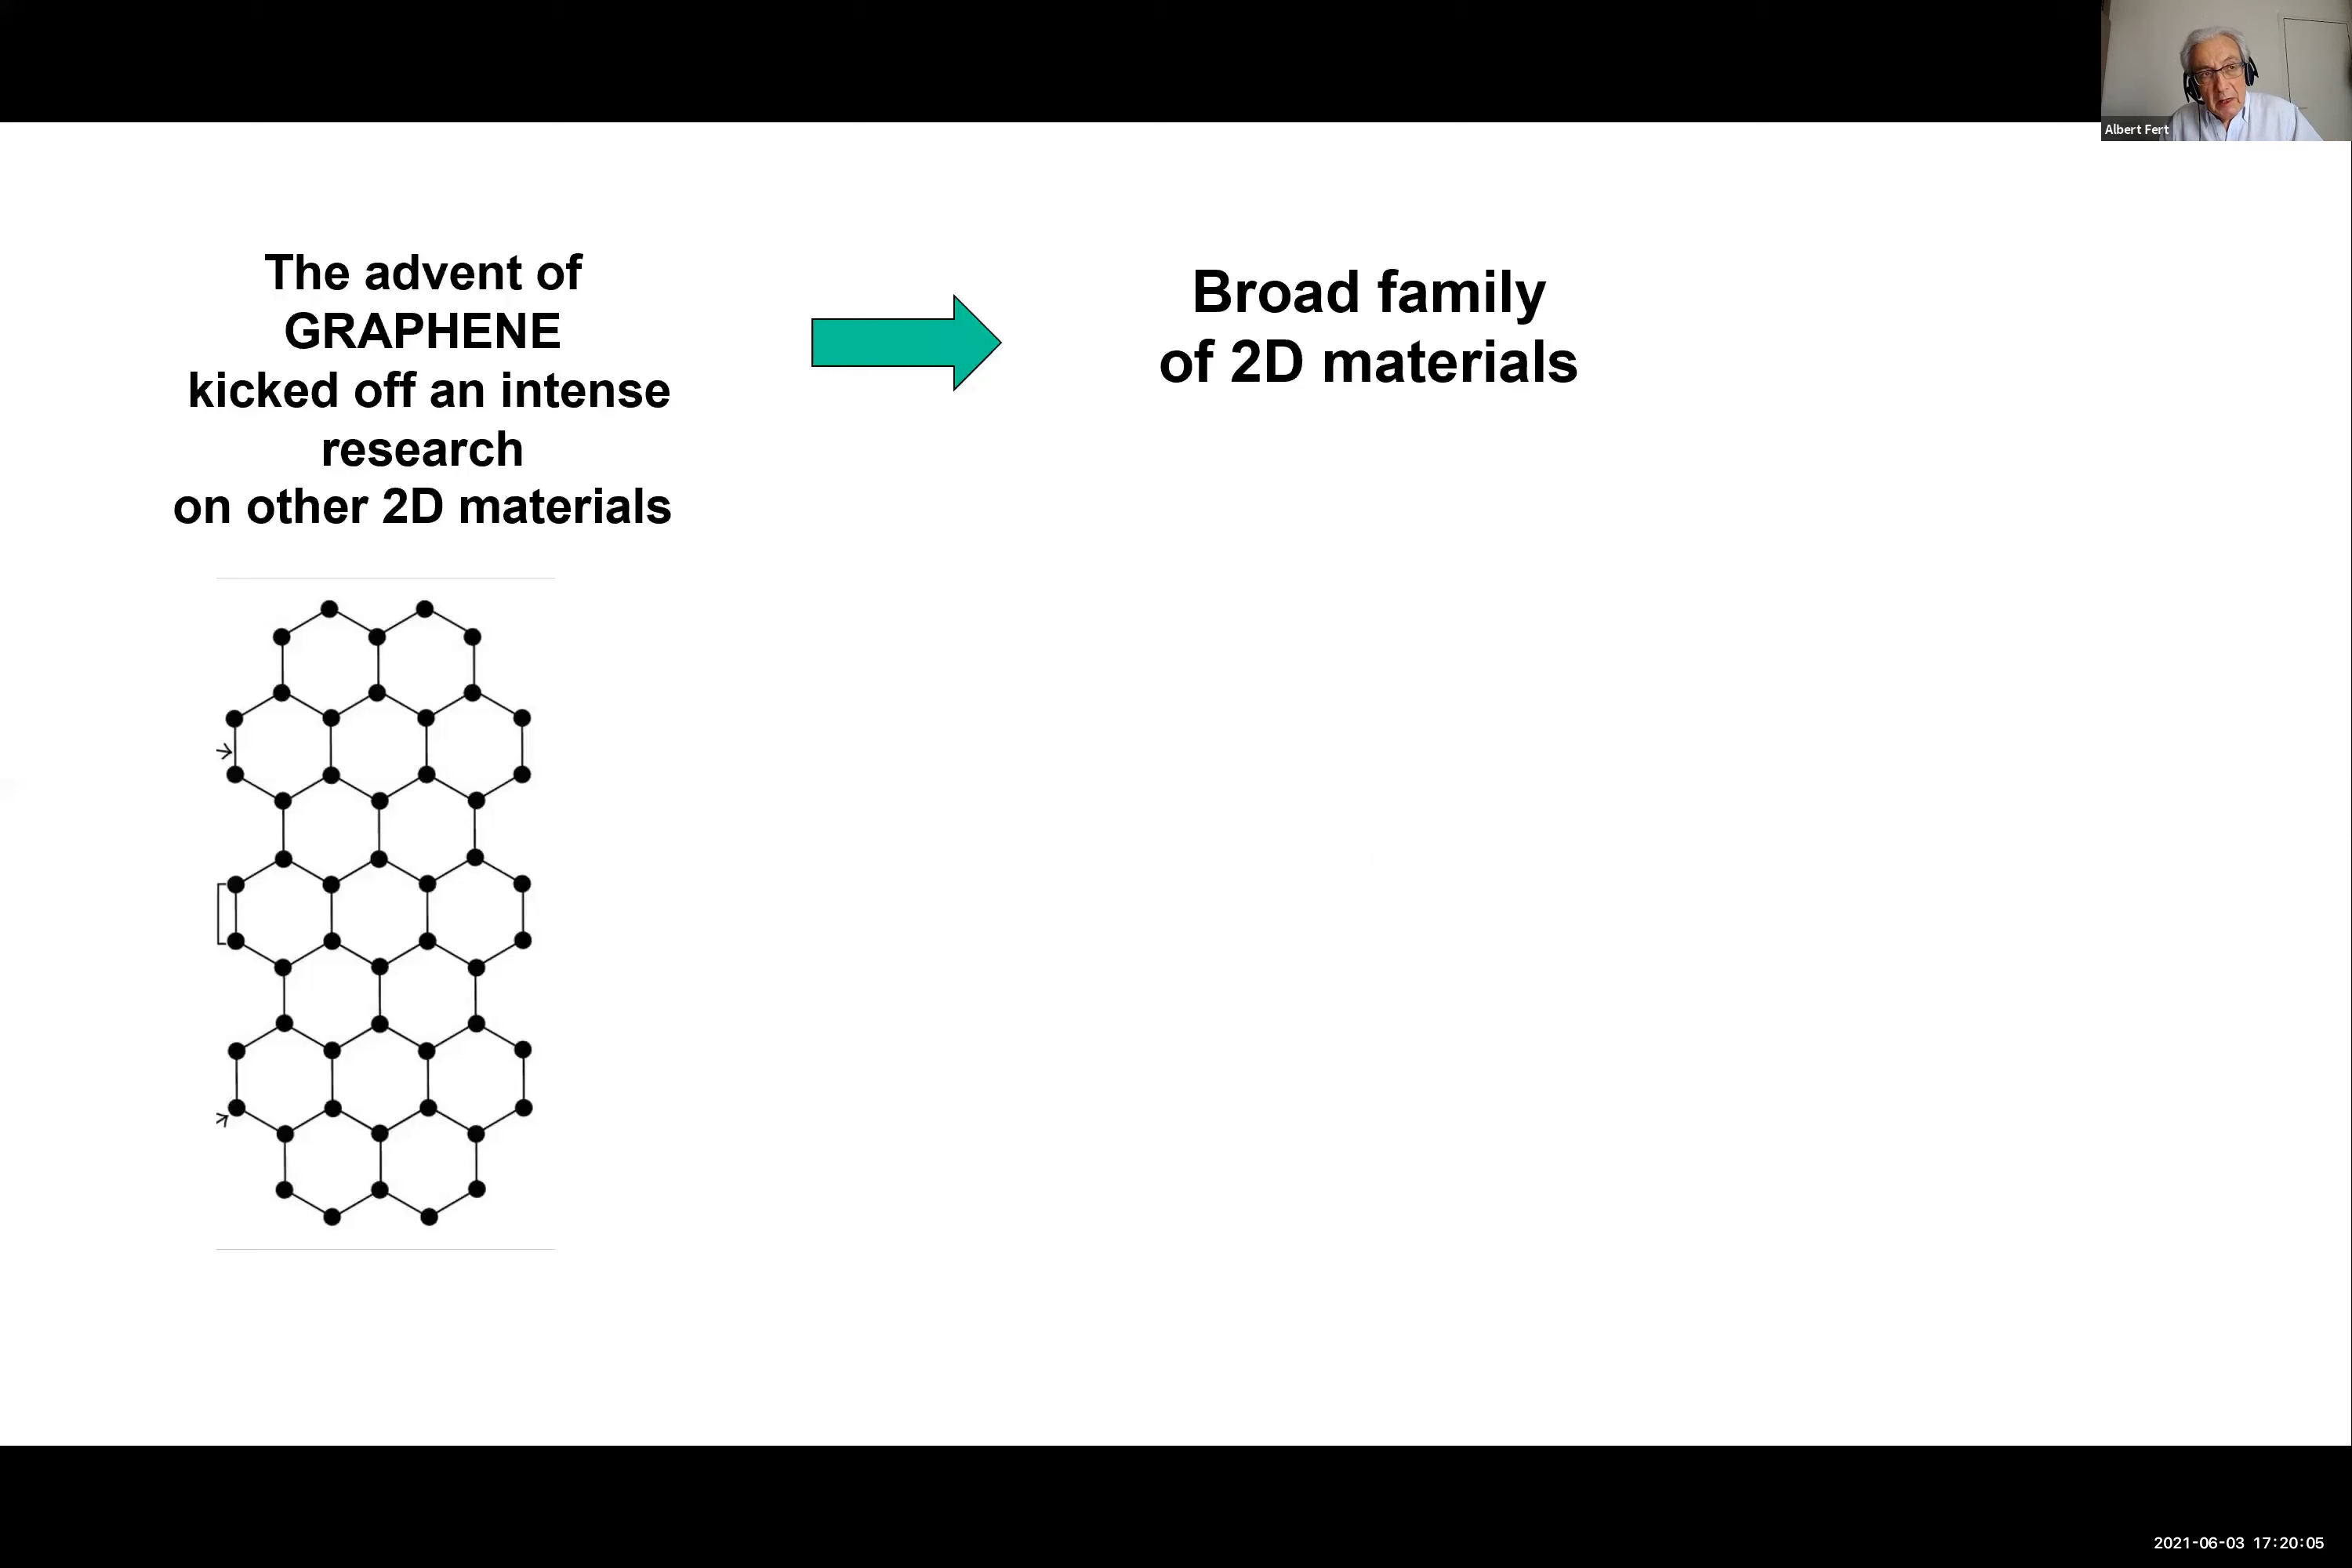 Albert Fert
The advent of
GRAPHENE
kicked off an intense
research
on other 2D materials
Broad family
of 2D materials
2021-06-03 17:20:05